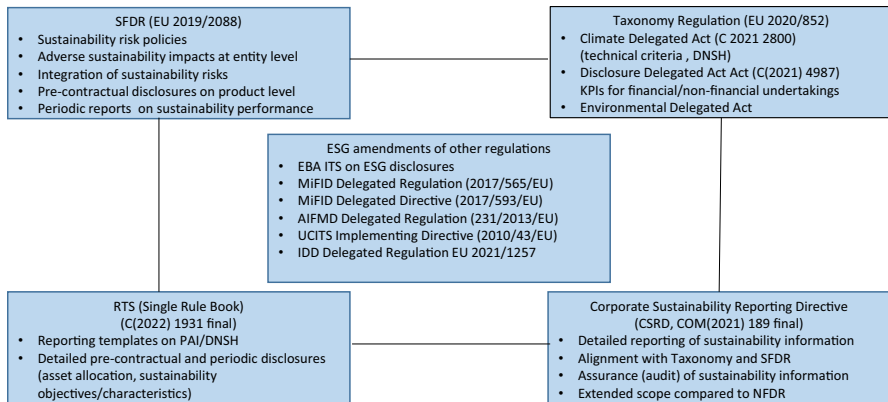 SFDR (EU 2019/2088)
• Sustainability risk policies
• Adverse sustainability impacts at entity level
• Integration of sustainability risks
• Pre-contractual disclosures on product level
• Periodic reports on sustainability performance
Taxonomy Regulation (EU 2020/852)
• Climate Delegated Act (C 2021 2800)
(technical criteria , DNSH)
• Disclosure Delegated Act Act (C(2021) 4987)
KPIs for financial/non-financial undertakings
• Environmental Delegated Act
ESG amendments of other regulations
• EBA ITS on ESG disclosures
• MiFID Delegated Regulation (2017/565/EU)
• MiFID Delegated Directive (2017/593/EU)
• AIFMD Delegated Regulation (231/2013/EU)
• UCITS Implementing Directive (2010/43/EU)
• IDD Delegated Regulation EU 2021/1257
RTS (Single Rule Book)
(C(2022) 1931 final)
• Reporting templates on PAI/DNSH
• Detailed pre-contractual and periodic disclosures
(asset allocation, sustainability
objectives/characteristics)
Corporate Sustainability Reporting Directive
(CSRD, COM(2021) 189 final)
• Detailed reporting of sustainability information
• Alignment with Taxonomy and SFDR
• Assurance (audit) of sustainability information
• Extended scope compared to NFDR